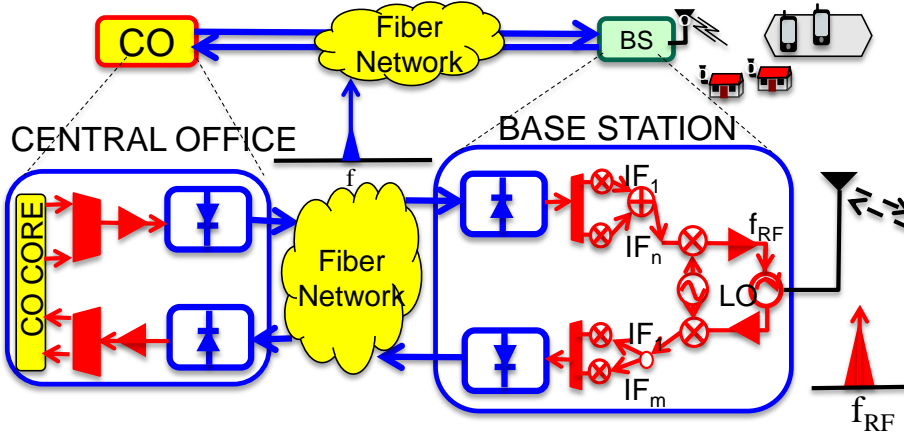 CO
Fiber
Network
BS
CENTRAL OFFICE
BASE STATION
f
CO CORE
Fiber
Network
IF1
IFn
fRF
LO
IF1
IFm
fRF